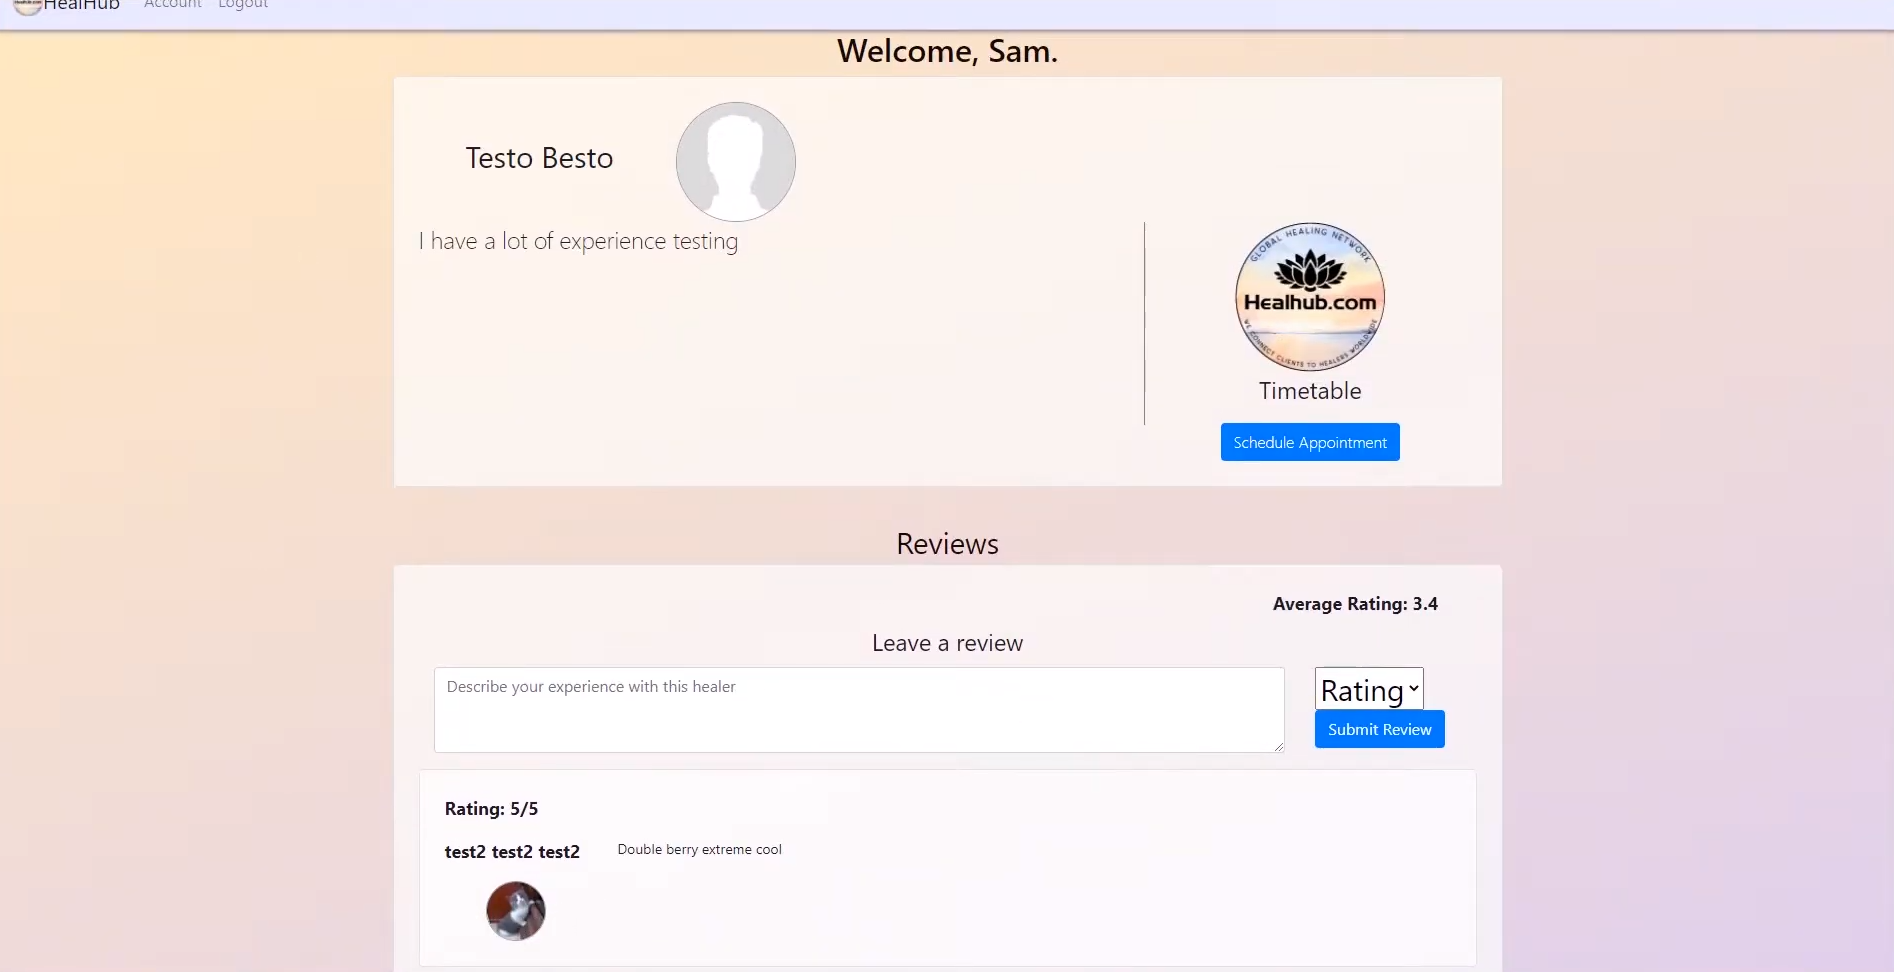 HealHub Account Logout
Welcome, Sam.
Testo Besto
I have a lot of experience testing
GLOBAL HEALING NETWORK
Healhub.com
WE CONNECT CLIENTS TO HEALERS WORLDWIDE
Timetable
Schedule Appointment
Reviews
Average Rating: 3.4
Leave a review
Describe your experience with this healer
Rating
Submit Review
Rating: 5/5
test2 test2 test2 Double berry extreme cool